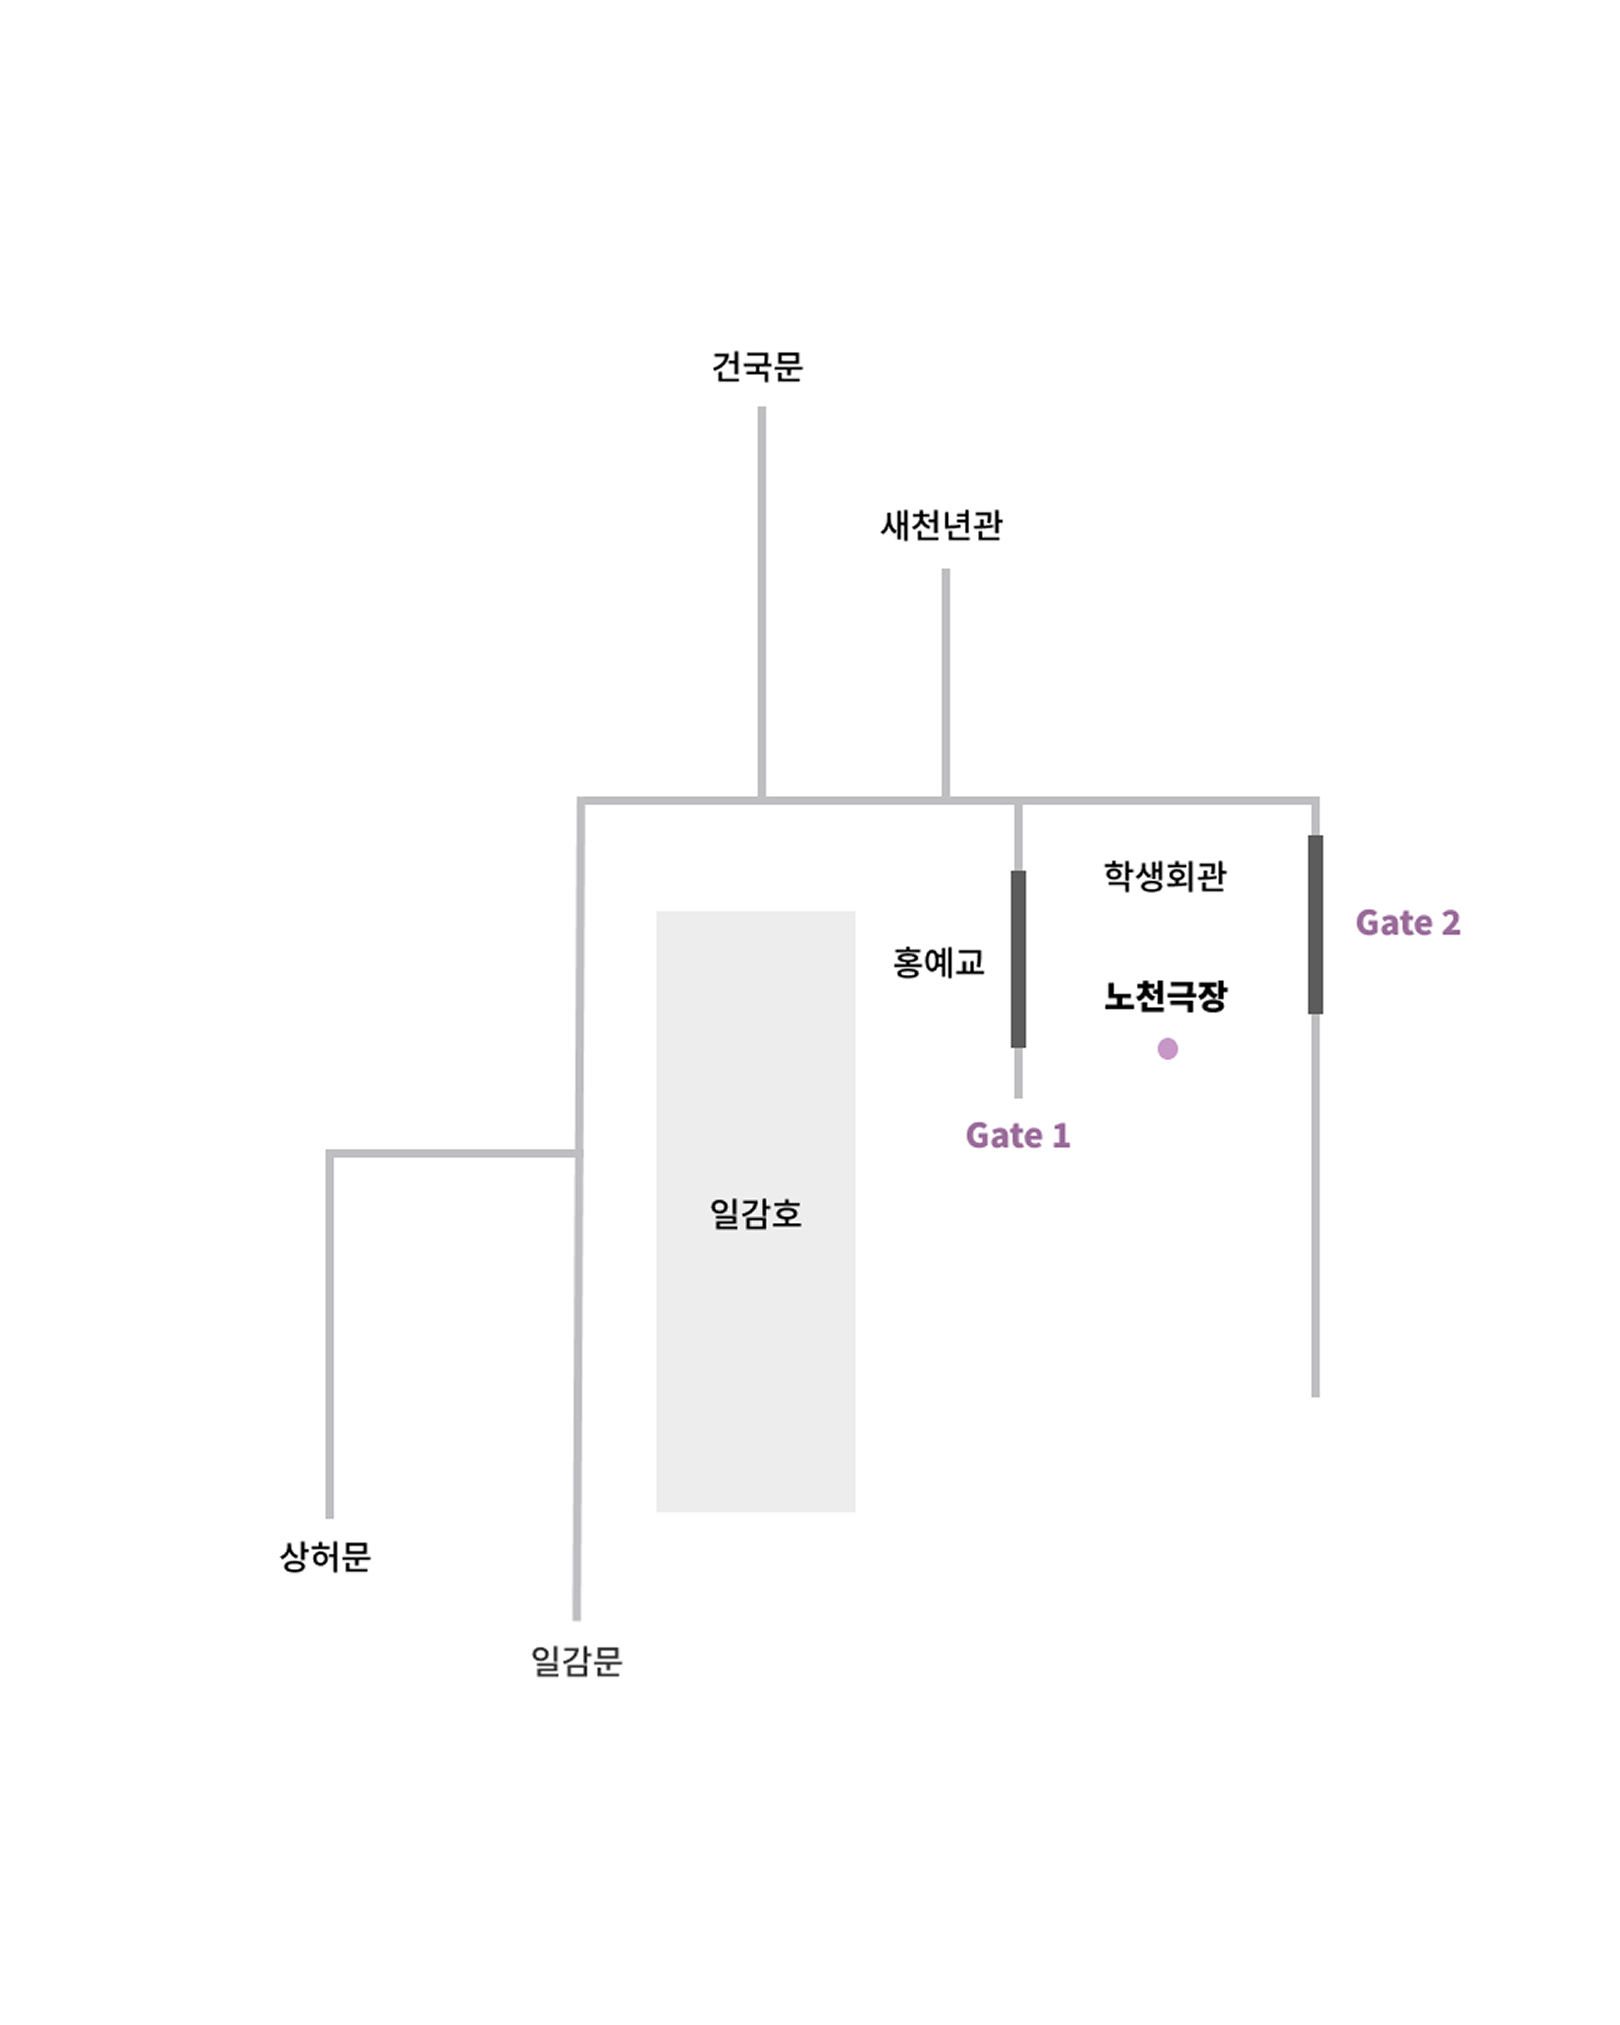 건국문
새천년관
학생회관
Gate 2
홍예교
노천극장
Gate 1
일감호
상허문
일감문